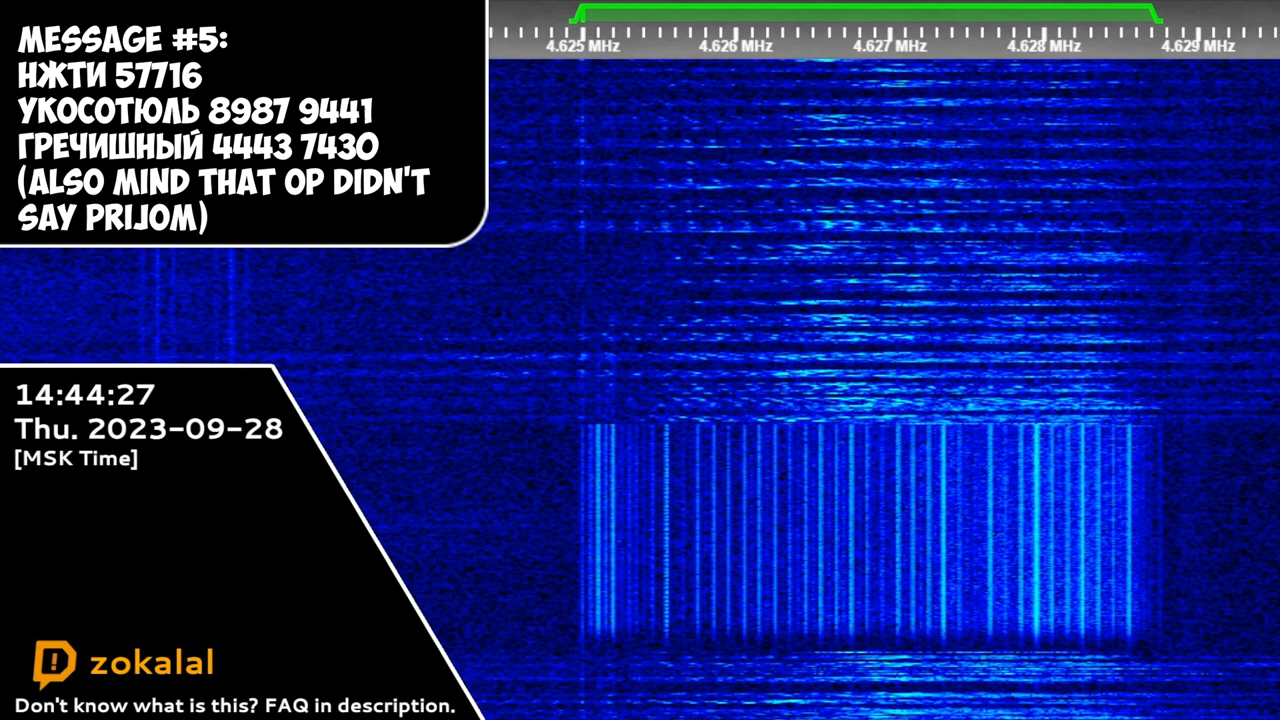 MESSAGE #5:
НЖТИ 57716
УКОСОТЮЛЬ 8987 9441
ГРЕЧИШНЫЙ 4443 7430
(ALSO MIND THAT OP DIDN'T
SAY PRIJOM)
4.625 MHz 4.626 MHz 4.627 MHz 4.628 MHz 4.629 MHz
14:44:27
Thu. 2023-09-28
[MSK Time]
zokalal
Don't know what is this? FAQ in description.